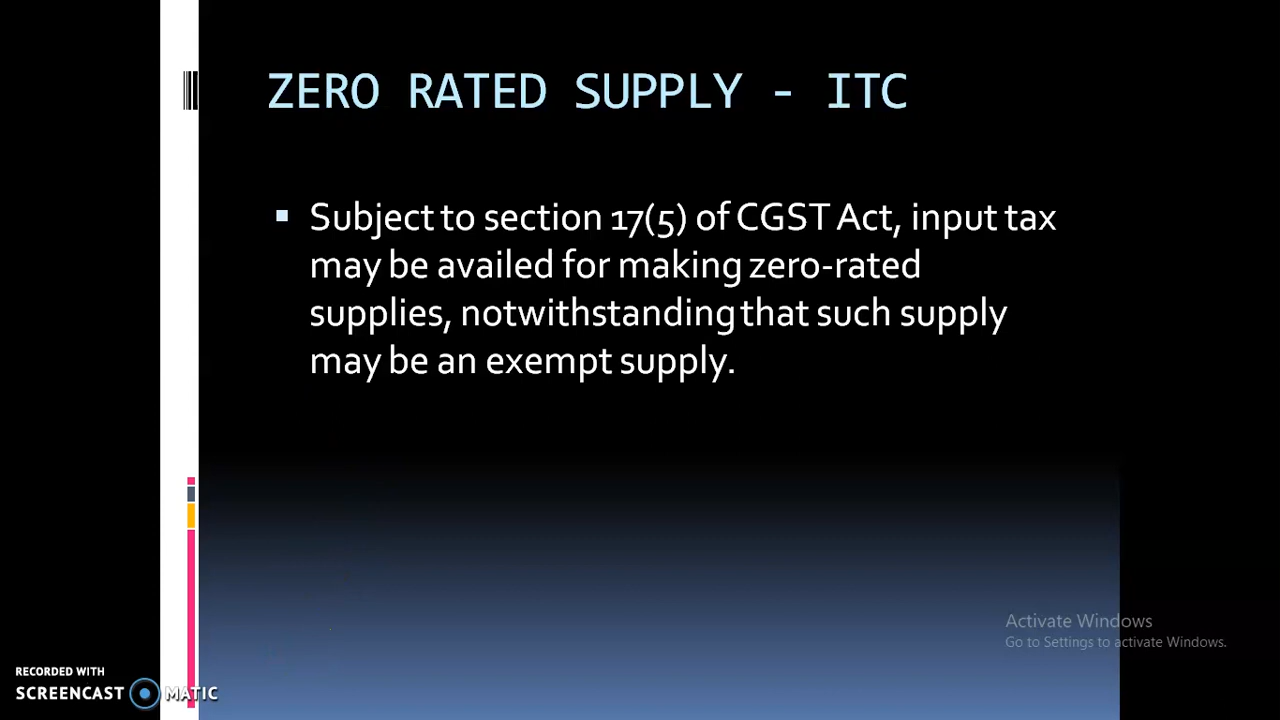 ZERO RATED SUPPLY - ITC
Subject to section 17(5) of CGST Act, input tax
may be availed for making zero-rated
supplies, notwithstanding that such supply
may be an exempt supply.
Activate Windows
Go to Settings to activate Windows.
RECORDED WITH
SCREENCAST MATIC